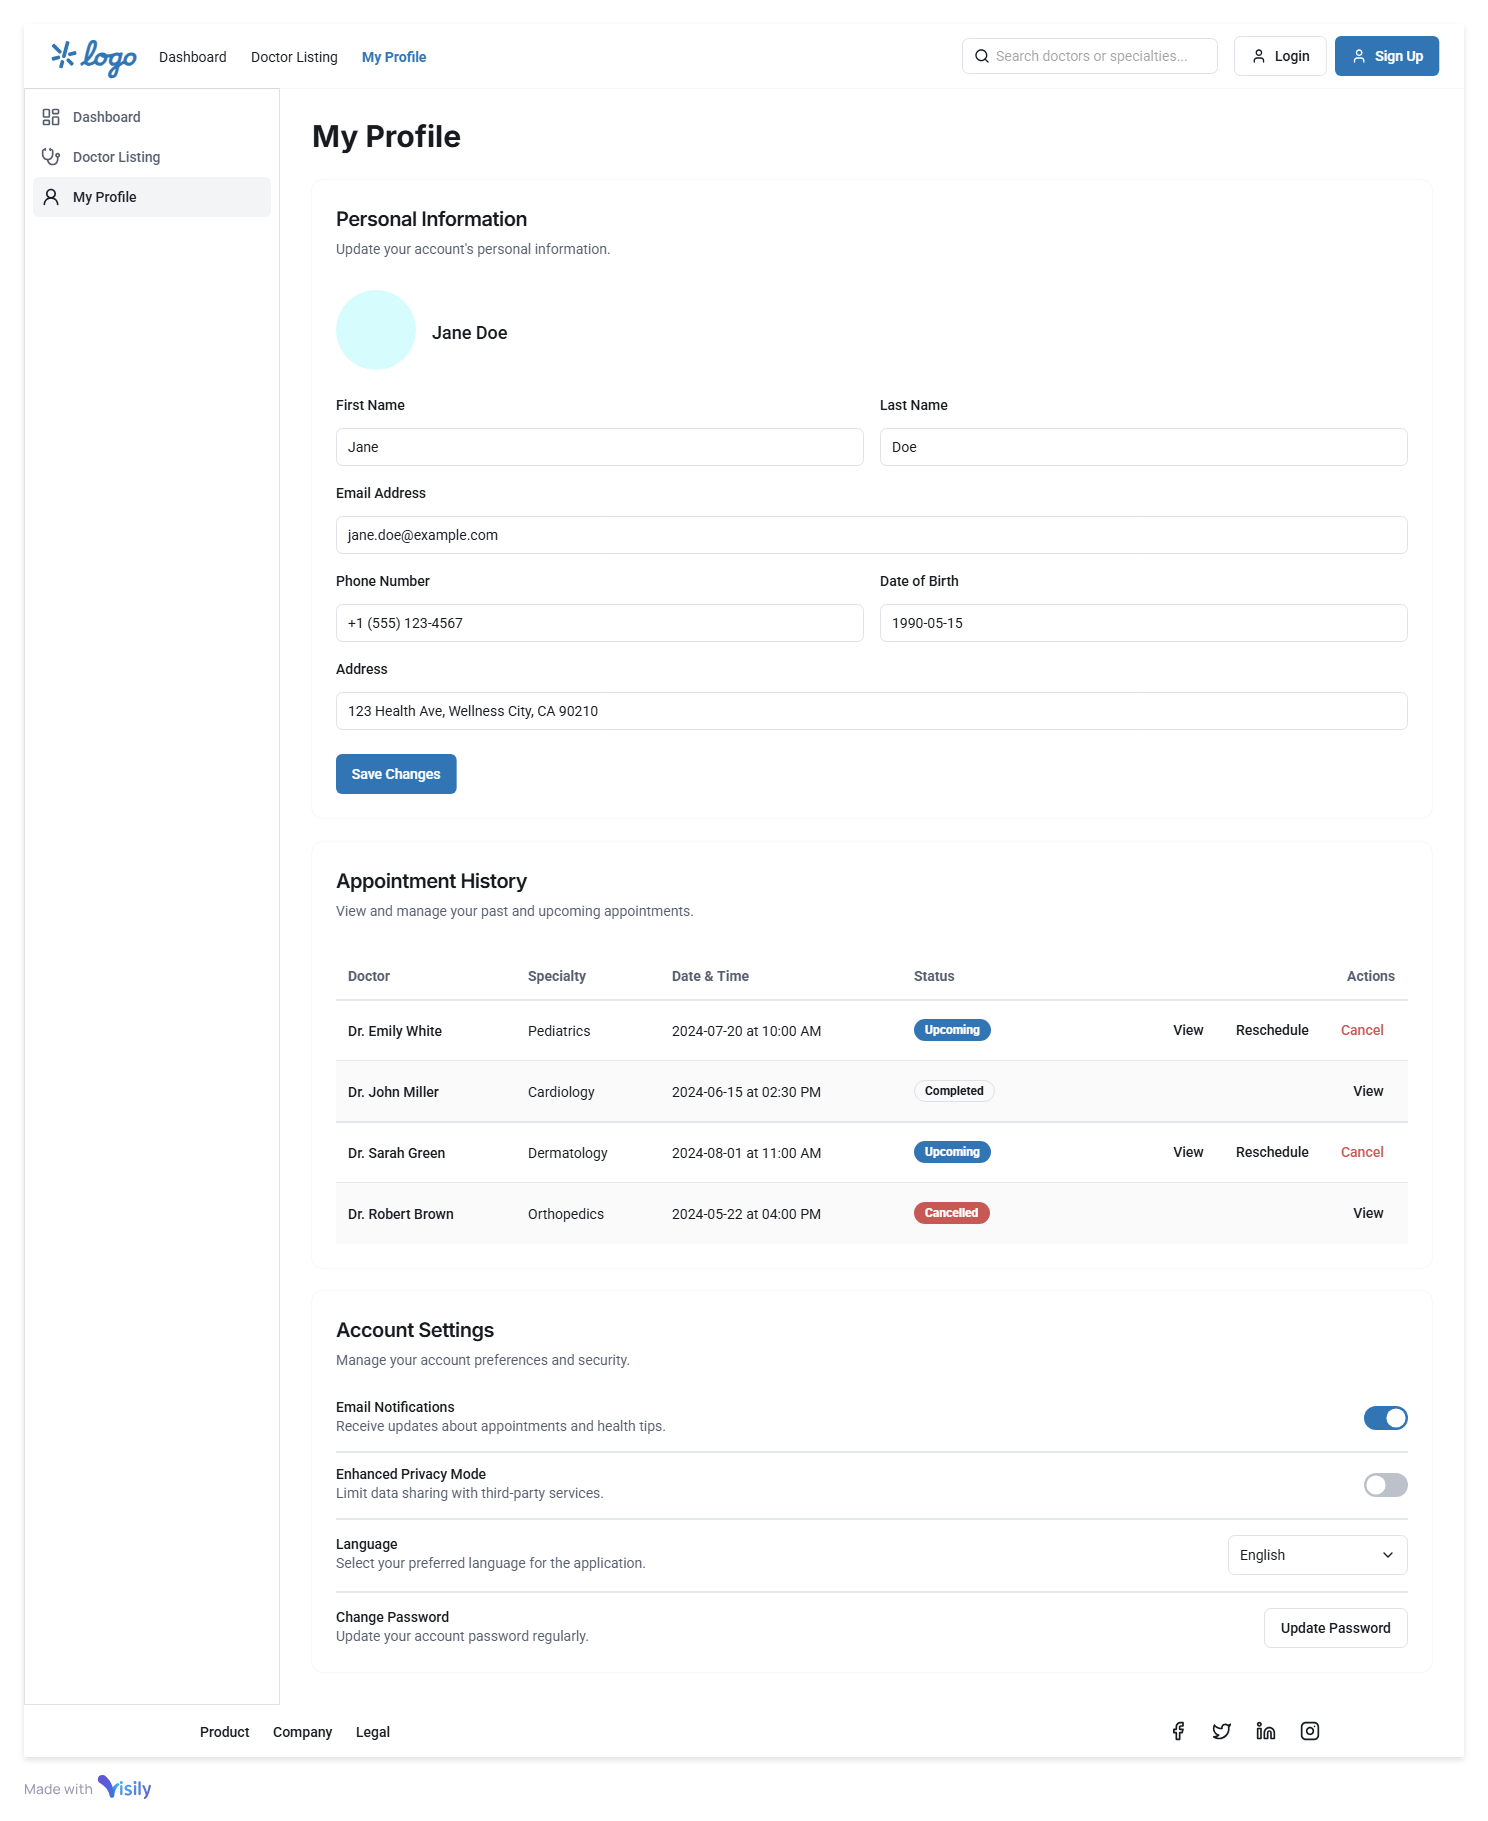 logo Dashboard Doctor Listing My Profile Search doctors or specialties... Login Sign Up
Dashboard
Doctor Listing
My Profile
My Profile
Personal Information
Update your account's personal information.
Jane Doe
First Name Last Name
Jane Doe
Email Address
jane.doe@example.com
Phone Number Date of Birth
+1 (555) 123-4567 1990-05-15
Address
123 Health Ave, Wellness City, CA 90210
Save Changes
Appointment History
View and manage your past and upcoming appointments.
Doctor Specialty Date & Time Status Actions
Dr. Emily White Pediatrics 2024-07-20 at 10:00 AM Upcoming View Reschedule Cancel
Dr. John Miller Cardiology 2024-06-15 at 02:30 PM Completed View
Dr. Sarah Green Dermatology 2024-08-01 at 11:00 AM Upcoming View Reschedule Cancel
Dr. Robert Brown Orthopedics 2024-05-22 at 04:00 PM Cancelled View
Account Settings
Manage your account preferences and security.
Email Notifications
Receive updates about appointments and health tips.
Enhanced Privacy Mode
Limit data sharing with third-party services.
Language
Select your preferred language for the application.
English
Change Password
Update your account password regularly.
Update Password
Product Company Legal
Made with Visily